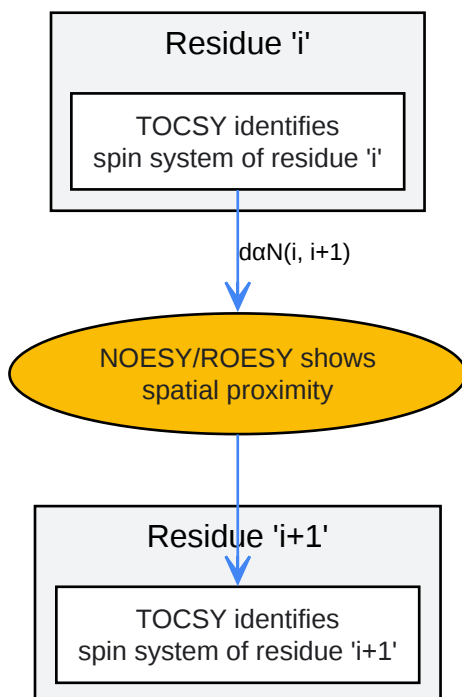 Residue 'i'
TOCSY identifies
spin system of residue 'i'
dαN(i, i+1)
NOESY/ROESY shows
spatial proximity
Residue 'i+1'
TOCSY identifies
spin system of residue 'i+1'